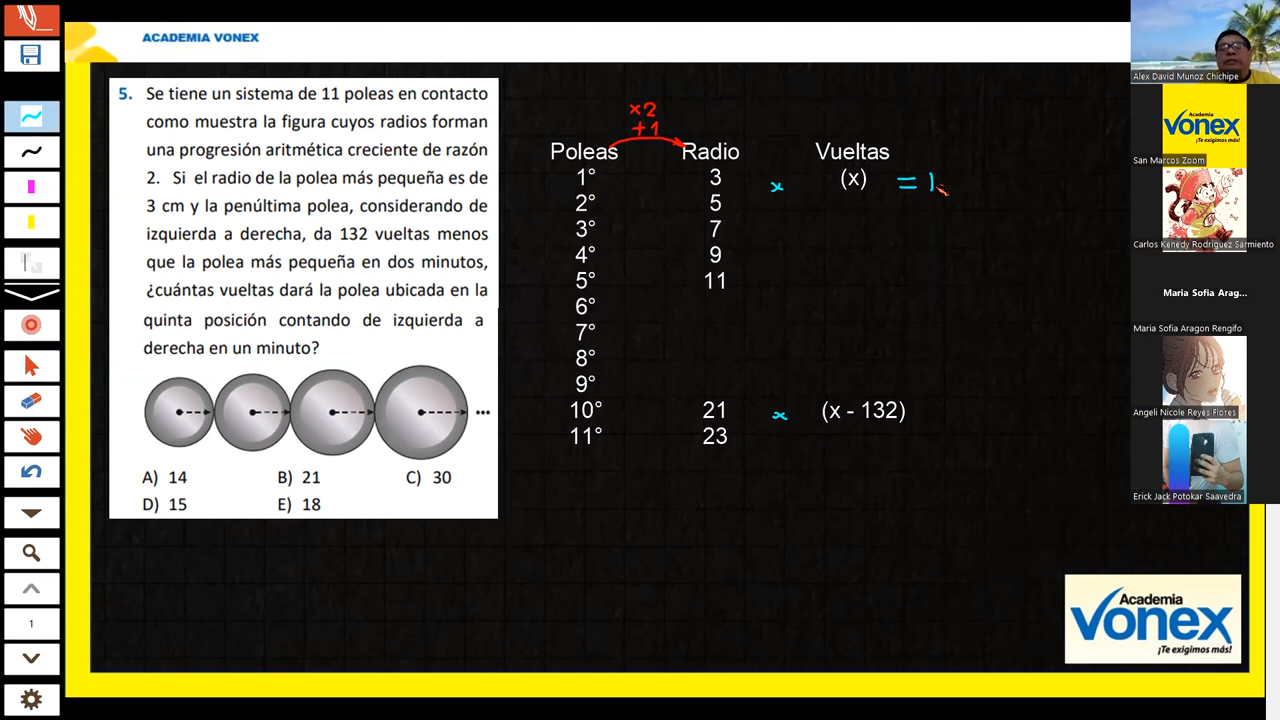 ACADEMIA VONEX
5. Se tiene un sistema de 11 poleas en contacto
como muestra la figura cuyos radios forman
una progresión aritmética creciente de razón
2. Si el radio de la polea más pequeña es de
3 cm y la penúltima polea, considerando de
izquierda a derecha, da 132 vueltas menos
que la polea más pequeña en dos minutos,
¿cuántas vueltas dará la polea ubicada en la
quinta posición contando de izquierda a
derecha en un minuto?
...
A) 14 B) 21 C) 30
D) 15 E) 18
x2
+1
Poleas Radio Vueltas
1° 3 x (x) = 1
2° 5
3° 7
4° 9
5° 11
6°
7°
8°
9°
10° 21 x (x - 132)
11° 23
1
Alex David Munoz Chichipe
Academia
Vonex
¡Te exigimos más!
San Marcos Zoom
Carlos Kenedy Rodriguez Sarmiento
Maria Sofia Arag...
Maria Sofia Aragon Rengifo
Angeli Nicole Reyes Flores
Erick Jack Potokar Saavedra
Academia
Vonex
¡Te exigimos más!